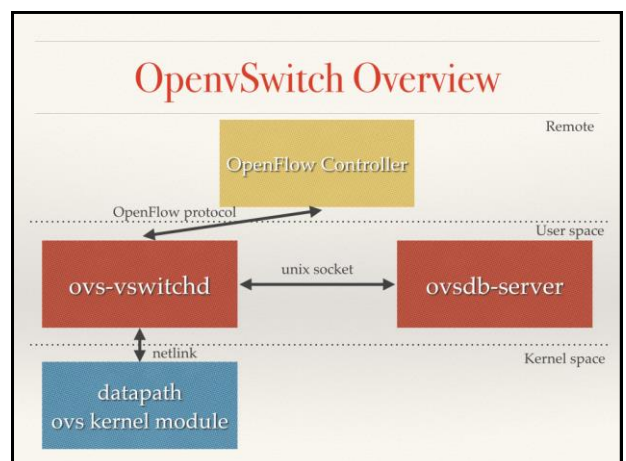 OpenvSwitch Overview
Remote
OpenFlow Controller
OpenFlow protocol
User space
ovs-vswitchd
unix socket
ovsdb-server
netlink
Kernel space
datapath
ovs kernel module